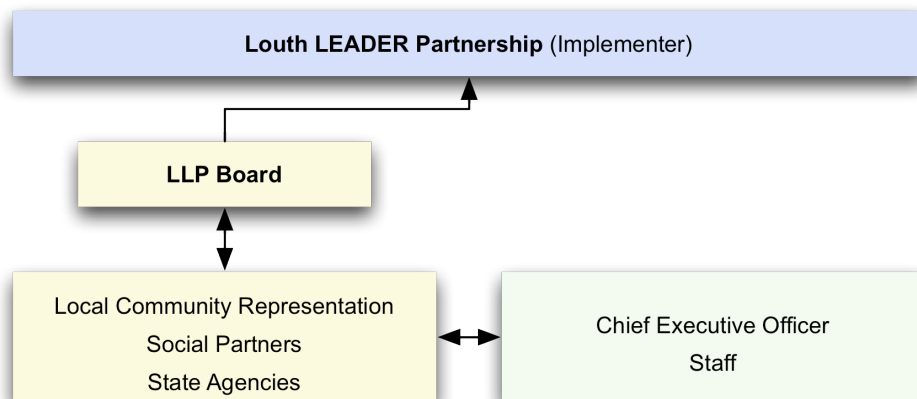 Louth LEADER Partnership (Implementer)
LLP Board
Local Community Representation
Social Partners
State Agencies
Chief Executive Officer
Staff